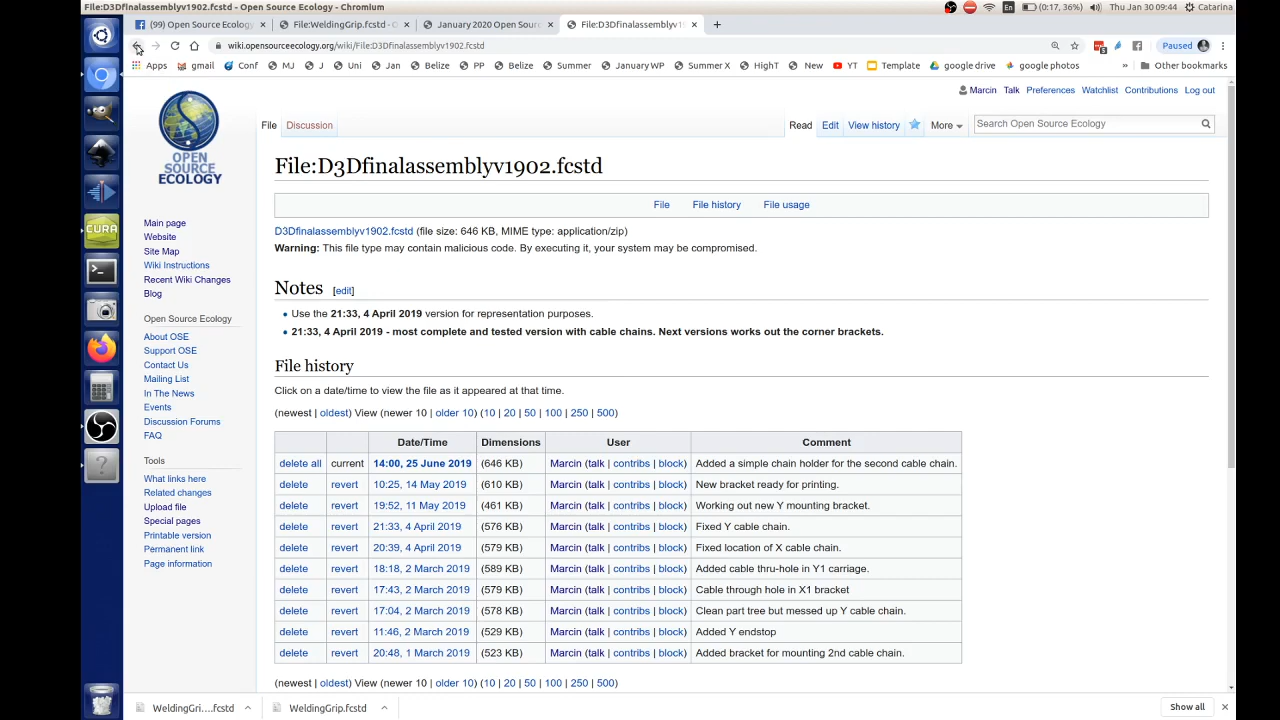 File:D3Dfinalassemblyv1902.fcstd - Open Source Ecology - Chromium
En (0:17, 36%) Thu Jan 30 09:44 Catarina
(99) Open Source Ecology
File:WeldingGrip.fcstd - O
January 2020 Open Sour
File:D3Dfinalassemblyv1
wiki.opensourceecology.org/wiki/File:D3Dfinalassemblyv1902.fcstd
Paused
Apps gmail Conf MJ J Uni Jan Belize PP Belize Summer January WP Summer X HighT New YT Template google drive google photos » Other bookmarks
Marcin Talk Preferences Watchlist Contributions Log out
File Discussion Read Edit View history More Search Open Source Ecology
OPEN
SOURCE
ECOLOGY
Main page
Website
Site Map
Wiki Instructions
Recent Wiki Changes
Blog
Open Source Ecology
About OSE
Support OSE
Contact Us
Mailing List
In The News
Events
Discussion Forums
FAQ
Tools
What links here
Related changes
Upload file
Special pages
Printable version
Permanent link
Page information
File:D3Dfinalassemblyv1902.fcstd
File File history File usage
D3Dfinalassemblyv1902.fcstd (file size: 646 KB, MIME type: application/zip)
Warning: This file type may contain malicious code. By executing it, your system may be compromised.
Notes [edit]
Use the 21:33, 4 April 2019 version for representation purposes.
21:33, 4 April 2019 - most complete and tested version with cable chains. Next versions works out the corner brackets.
File history
Click on a date/time to view the file as it appeared at that time.
(newest | oldest) View (newer 10 | older 10) (10 | 20 | 50 | 100 | 250 | 500)
Date/Time Dimensions User Comment
delete all current 14:00, 25 June 2019 (646 KB) Marcin (talk | contribs | block) Added a simple chain holder for the second cable chain.
delete revert 10:25, 14 May 2019 (610 KB) Marcin (talk | contribs | block) New bracket ready for printing.
delete revert 19:52, 11 May 2019 (461 KB) Marcin (talk | contribs | block) Working out new Y mounting bracket.
delete revert 21:33, 4 April 2019 (576 KB) Marcin (talk | contribs | block) Fixed Y cable chain.
delete revert 20:39, 4 April 2019 (579 KB) Marcin (talk | contribs | block) Fixed location of X cable chain.
delete revert 18:18, 2 March 2019 (589 KB) Marcin (talk | contribs | block) Added cable thru-hole in Y1 carriage.
delete revert 17:43, 2 March 2019 (579 KB) Marcin (talk | contribs | block) Cable through hole in X1 bracket
delete revert 17:04, 2 March 2019 (578 KB) Marcin (talk | contribs | block) Clean part tree but messed up Y cable chain.
delete revert 11:46, 2 March 2019 (529 KB) Marcin (talk | contribs | block) Added Y endstop
delete revert 20:48, 1 March 2019 (523 KB) Marcin (talk | contribs | block) Added bracket for mounting 2nd cable chain.
(newest | oldest) View (newer 10 | older 10) (10 | 20 | 50 | 100 | 250 | 500)
CURA
WeldingGri....fcstd WeldingGrip.fcstd Show all